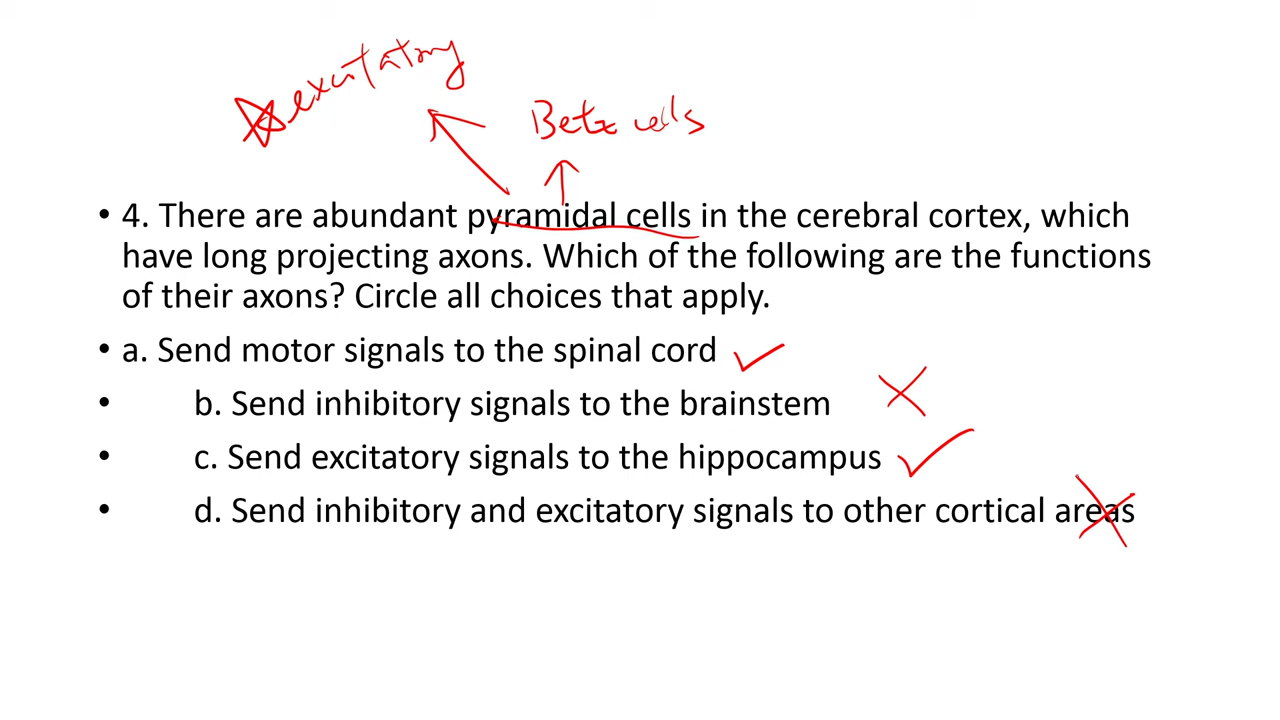 excitatory
Betz cells
• 4. There are abundant pyramidal cells in the cerebral cortex, which
have long projecting axons. Which of the following are the functions
of their axons? Circle all choices that apply.
• a. Send motor signals to the spinal cord
• b. Send inhibitory signals to the brainstem
• c. Send excitatory signals to the hippocampus
• d. Send inhibitory and excitatory signals to other cortical areas